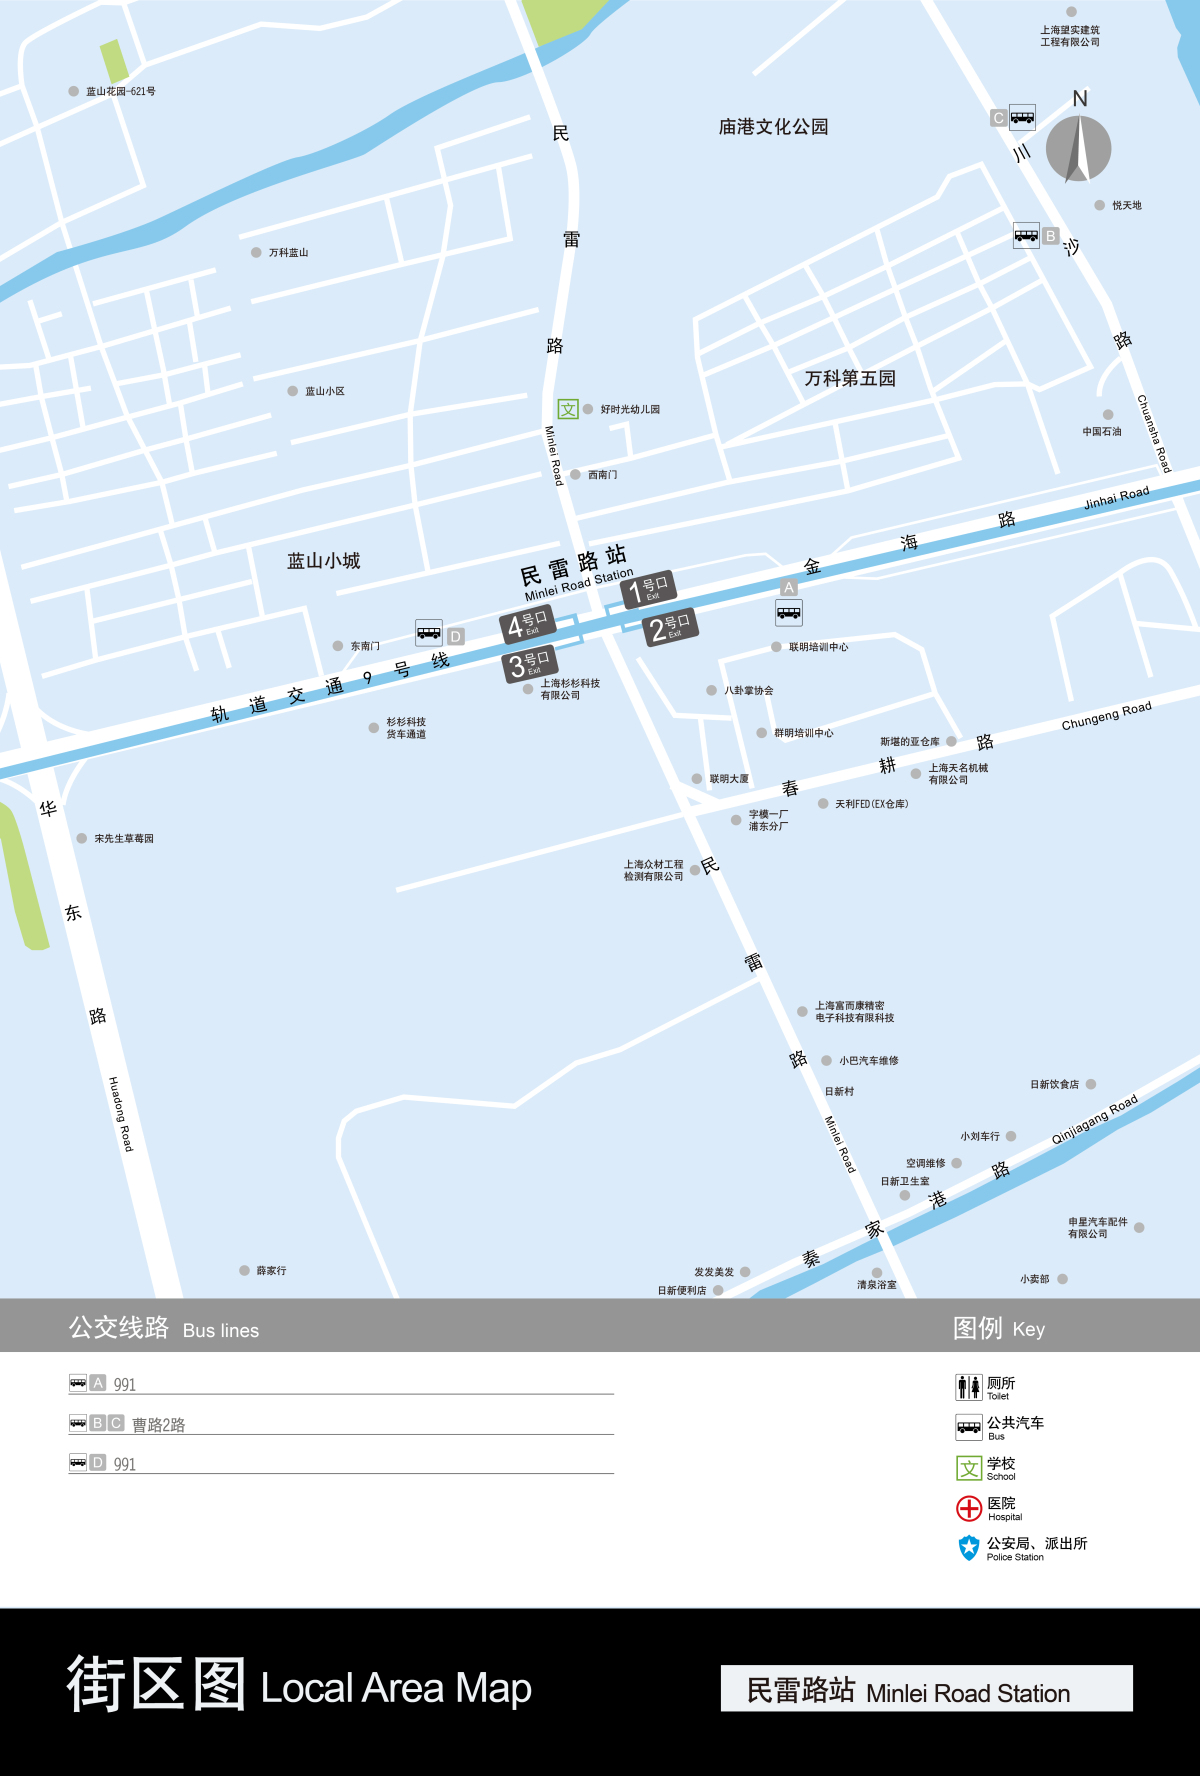 上海望实建筑
工程有限公司
蓝山花园-621号
N
C
民
庙港文化公园
川
悦天地
B
雷
沙
万科蓝山
路
路
万科第五园
蓝山小区
文
好时光幼儿园
中国石油
Chuansha Road
Minlei Road
西南门
Jinhai Road
路
海
金
蓝山小城
民雷路站
Minlei Road Station
1号口
Exit
A
2号口
Exit
4号口
Exit
D
3号口
Exit
东南门
联明培训中心
轨道交通9号线
上海杉杉科技
有限公司
八卦掌协会
杉杉科技
货车通道
群明培训中心
斯堪的亚仓库
路
Chungeng Road
耕
上海天名机械
有限公司
联明大厦
春
天利FED(EX仓库)
华
字模一厂
浦东分厂
宋先生草莓园
上海众材工程
检测有限公司
民
东
雷
路
上海富而康精密
电子科技有限科技
路
小巴汽车维修
日新村
Huadong Road
日新饮食店
Minlei Road
Qinjiagang Road
小刘车行
空调维修
路
日新卫生室
港
家
申星汽车配件
有限公司
秦
薛家行
发发美发
清泉浴室
小卖部
日新便利店
公交线路 Bus lines
图例 Key
A 991
B C 曹路2路
D 991
厕所
Toilet
公共汽车
Bus
文 学校
School
医院
Hospital
公安局、派出所
Police Station
街区图 Local Area Map
民雷路站 Minlei Road Station